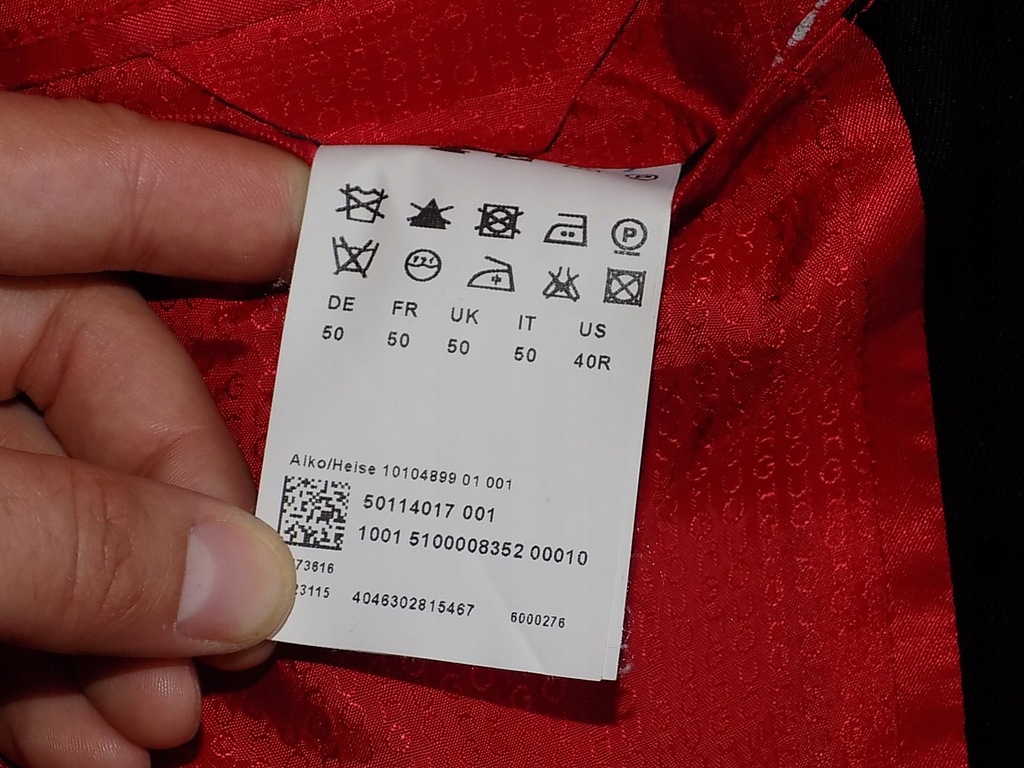 P
DE FR UK IT US
50 50 50 50 40R
Aiko/Heise 10104899 01 001
50114017 001
1001 5100008352 00010
73616
23115 4046302815467 6000276